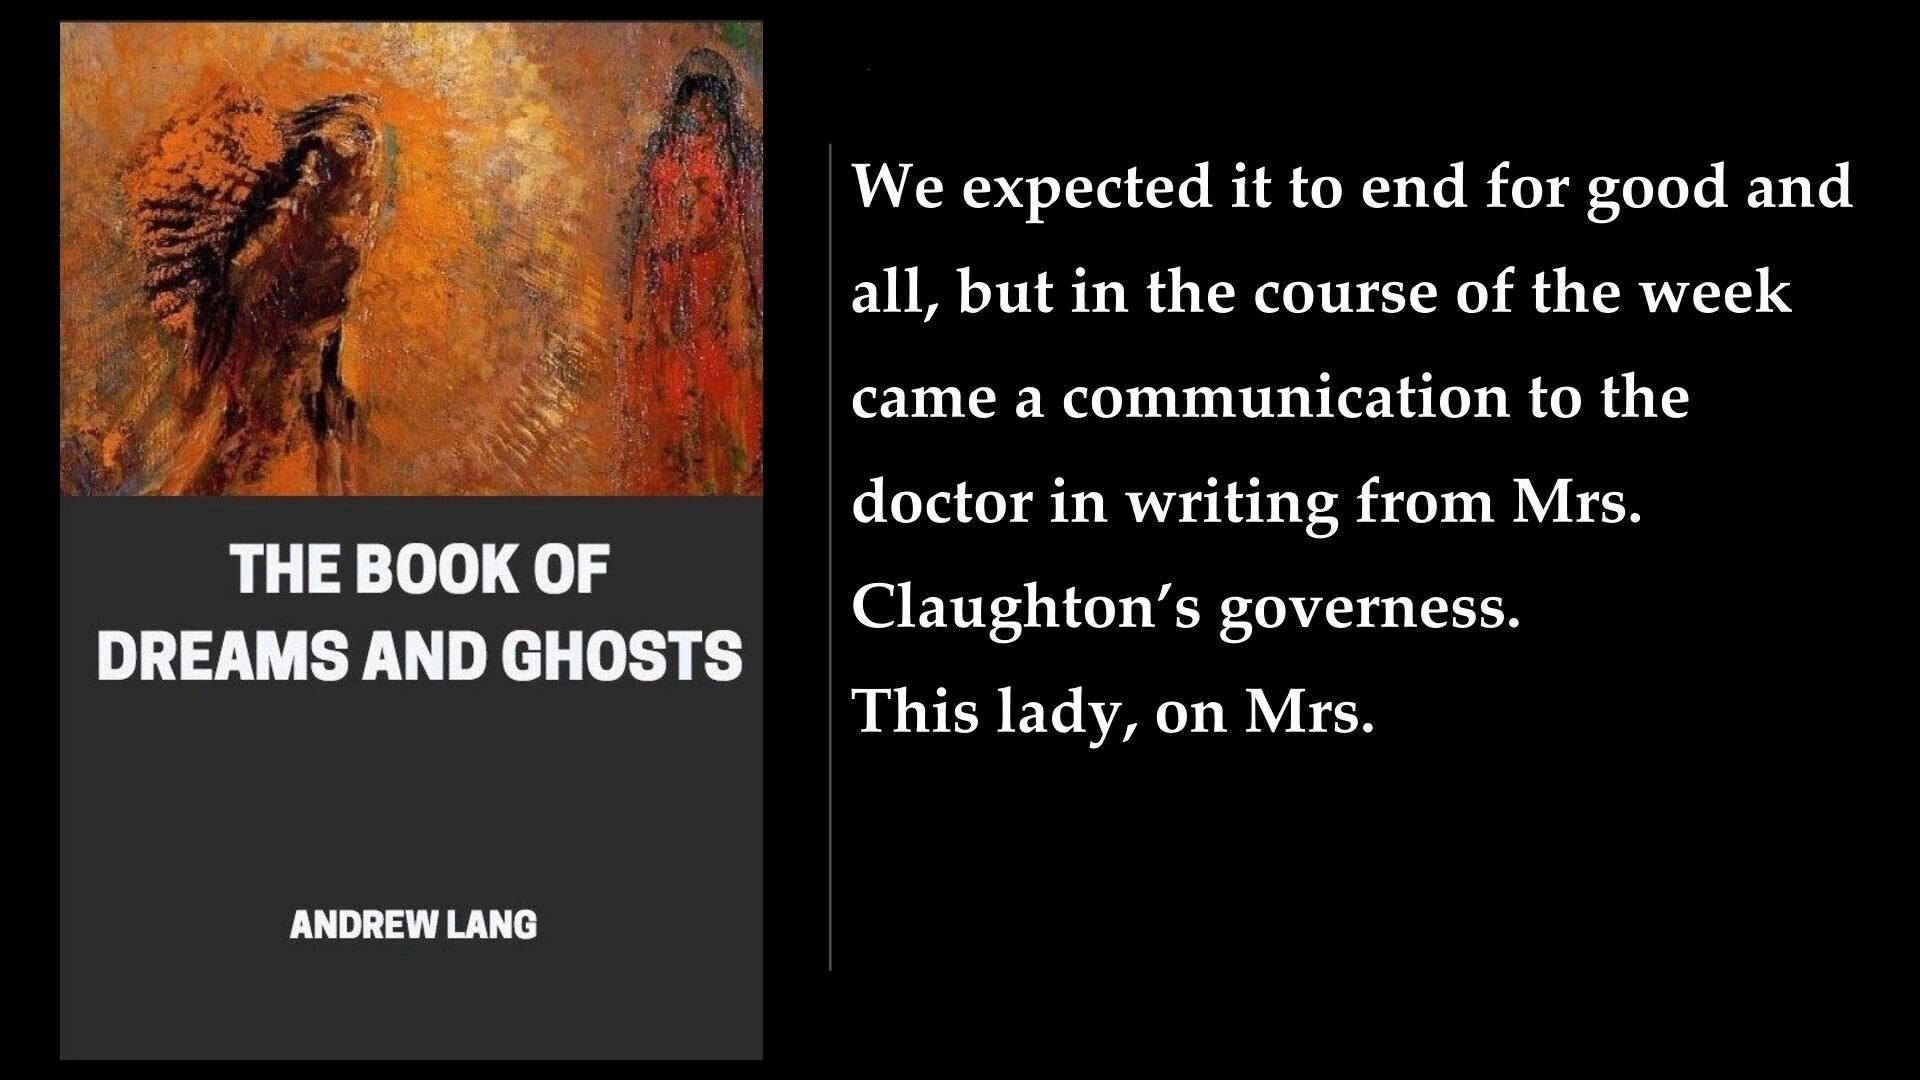 THE BOOK OF
DREAMS AND GHOSTS
ANDREW LANG
We expected it to end for good and
all, but in the course of the week
came a communication to the
doctor in writing from Mrs.
Claughton’s governess.
This lady, on Mrs.